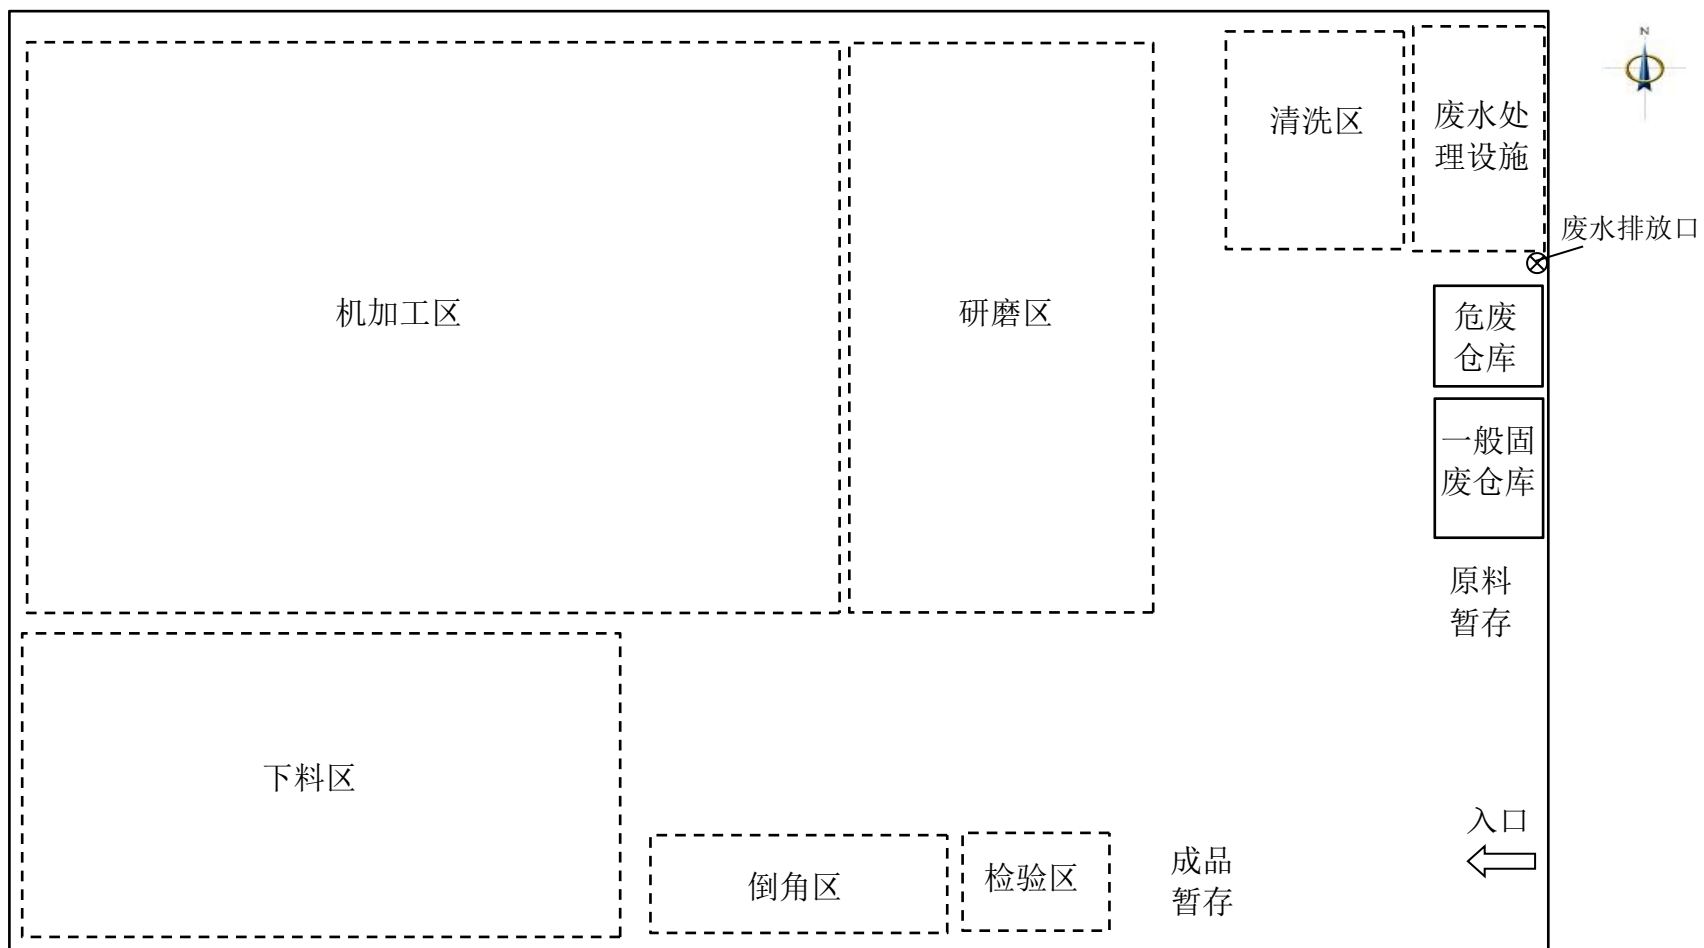 N
清洗区
废水处
理设施
废水排放口
机加工区
研磨区
危废
仓库
一般固
废仓库
原料
暂存
下料区
入口
倒角区
检验区
成品
暂存